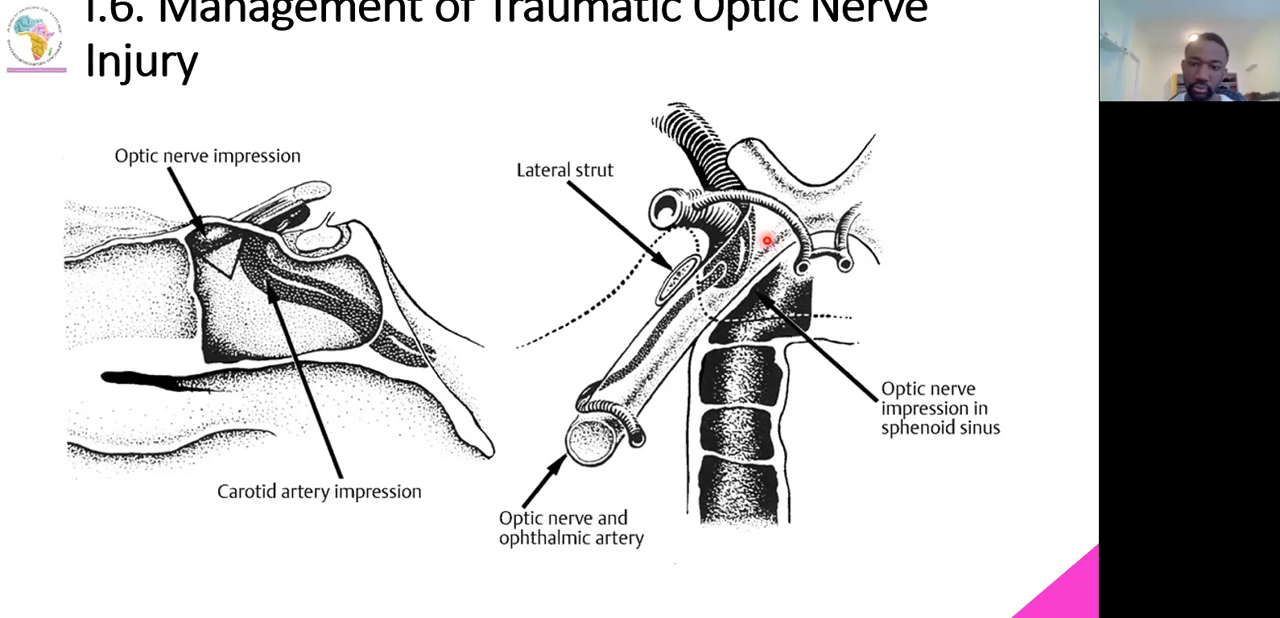 I.6. Management of Traumatic Optic Nerve
Injury
Optic nerve impression
Lateral strut
Optic nerve
impression in
sphenoid sinus
Carotid artery impression
Optic nerve and
ophthalmic artery